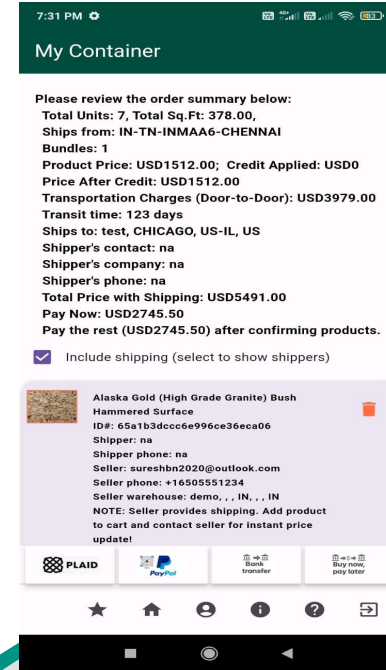 7:31 PM
83
My Container
Please review the order summary below:
Total Units: 7, Total Sq.Ft: 378.00,
Ships from: IN-TN-INMAA6-CHENNAI
Bundles: 1
Product Price: USD1512.00; Credit Applied: USD0
Price After Credit: USD1512.00
Transportation Charges (Door-to-Door): USD3979.00
Transit time: 123 days
Ships to: test, CHICAGO, US-IL, US
Shipper's contact: na
Shipper's company: na
Shipper's phone: na
Total Price with Shipping: USD5491.00
Pay Now: USD2745.50
Pay the rest (USD2745.50) after confirming products.
Include shipping (select to show shippers)
Alaska Gold (High Grade Granite) Bush
Hammered Surface
ID#: 65a1b3dccc6e996ce36eca06
Shipper: na
Shipper phone: na
Seller: sureshbn2020@outlook.com
Seller phone: +16505551234
Seller warehouse: demo, , , IN, , , IN
NOTE: Seller provides shipping. Add product
to cart and contact seller for instant price
update!
PLAID
PayPal
Bank
transfer
Buy now,
pay later